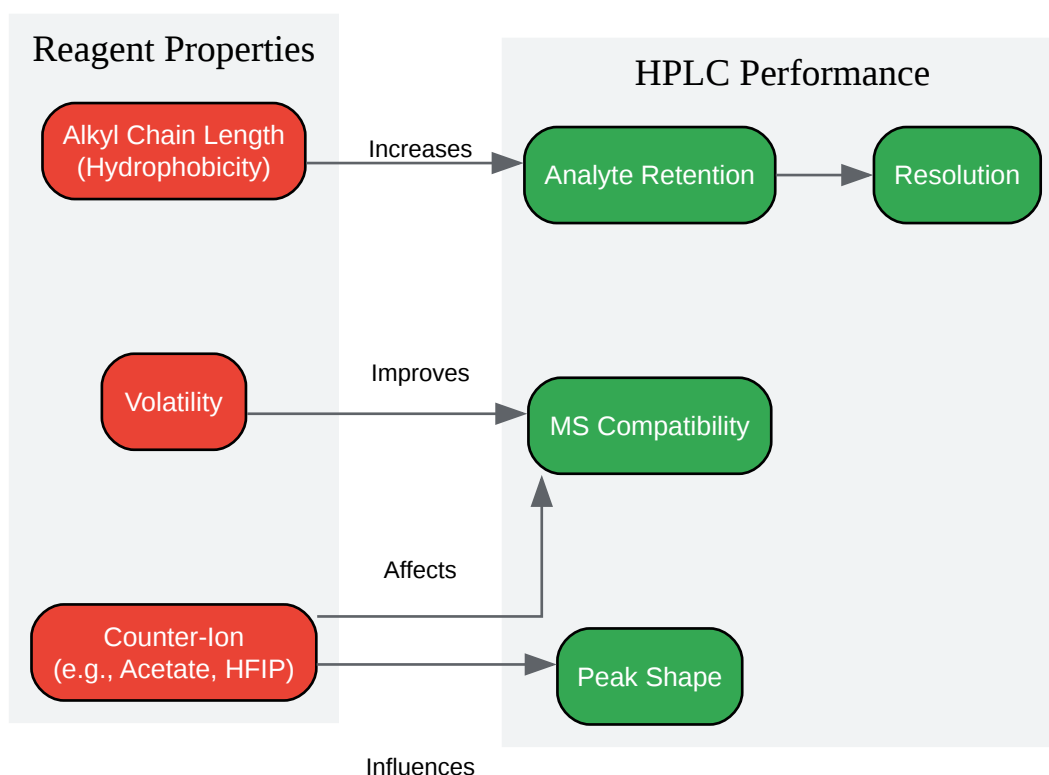 Reagent Properties
HPLC Performance
Alkyl Chain Length
(Hydrophobicity)
Increases
Analyte Retention
Resolution
Volatility
Improves
MS Compatibility
Affects
Counter-Ion
(e.g., Acetate, HFIP)
Peak Shape
Influences